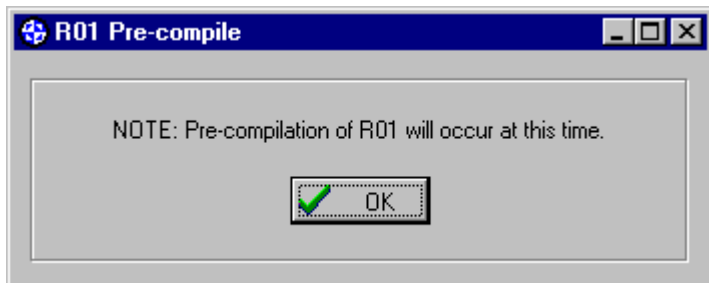 R01 Pre-compile
NOTE: Pre-compilation of R01 will occur at this time.
OK